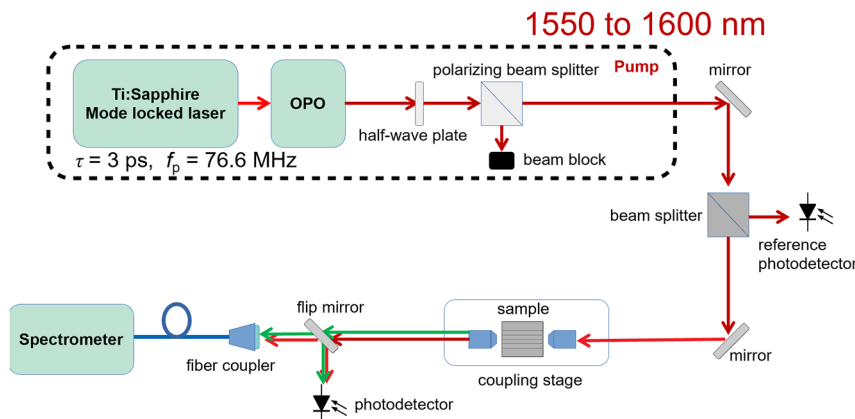 1550 to 1600 nm
Ti:Sapphire
Mode locked laser
OPO
polarizing beam splitter
Pump
mirror
half-wave plate
beam block
τ = 3 ps, fp = 76.6 MHz
beam splitter
reference
photodetector
Spectrometer
fiber coupler
flip mirror
sample
coupling stage
mirror
photodetector